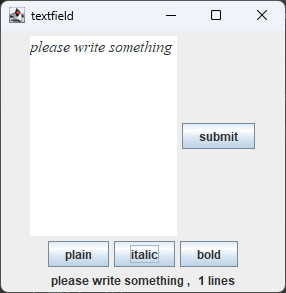 textfield
please write something
submit
plain italic bold
please write something ,   1 lines